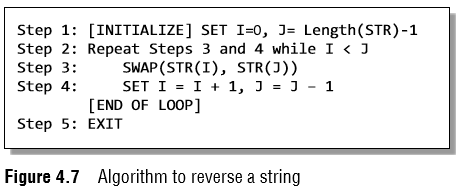 Step 1: [INITIALIZE] SET I=0, J= Length(STR)-1
Step 2: Repeat Steps 3 and 4 while I < J
Step 3: SWAP(STR(I), STR(J))
Step 4: SET I = I + 1, J = J – 1
[END OF LOOP]
Step 5: EXIT
Figure 4.7 Algorithm to reverse a string